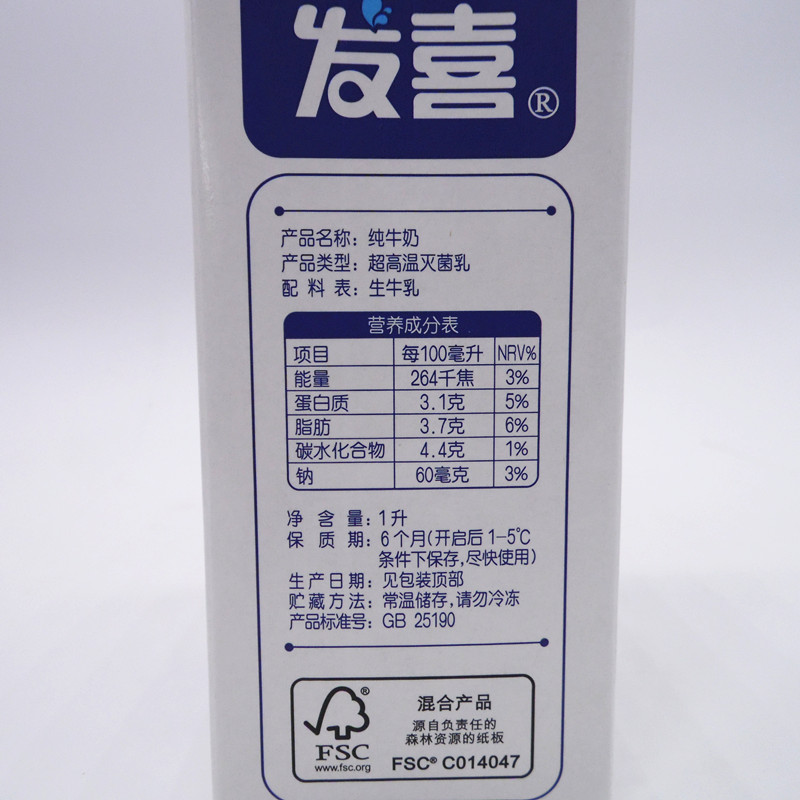 发喜®
产品名称：纯牛奶
产品类型：超高温灭菌乳
配 料 表：生牛乳
营养成分表
项目 每100毫升 NRV%
能量 264千焦 3%
蛋白质 3.1克 5%
脂肪 3.7克 6%
碳水化合物 4.4克 1%
钠 60毫克 3%
净 含 量：1升
保 质 期：6个月(开启后1-5℃
条件下保存,尽快使用)
生产日期：见包装顶部
贮藏方法：常温储存,请勿冷冻
产品标准号：GB 25190
®
FSC
www.fsc.org
混合产品
源自负责任的
森林资源的纸板
FSC® C014047